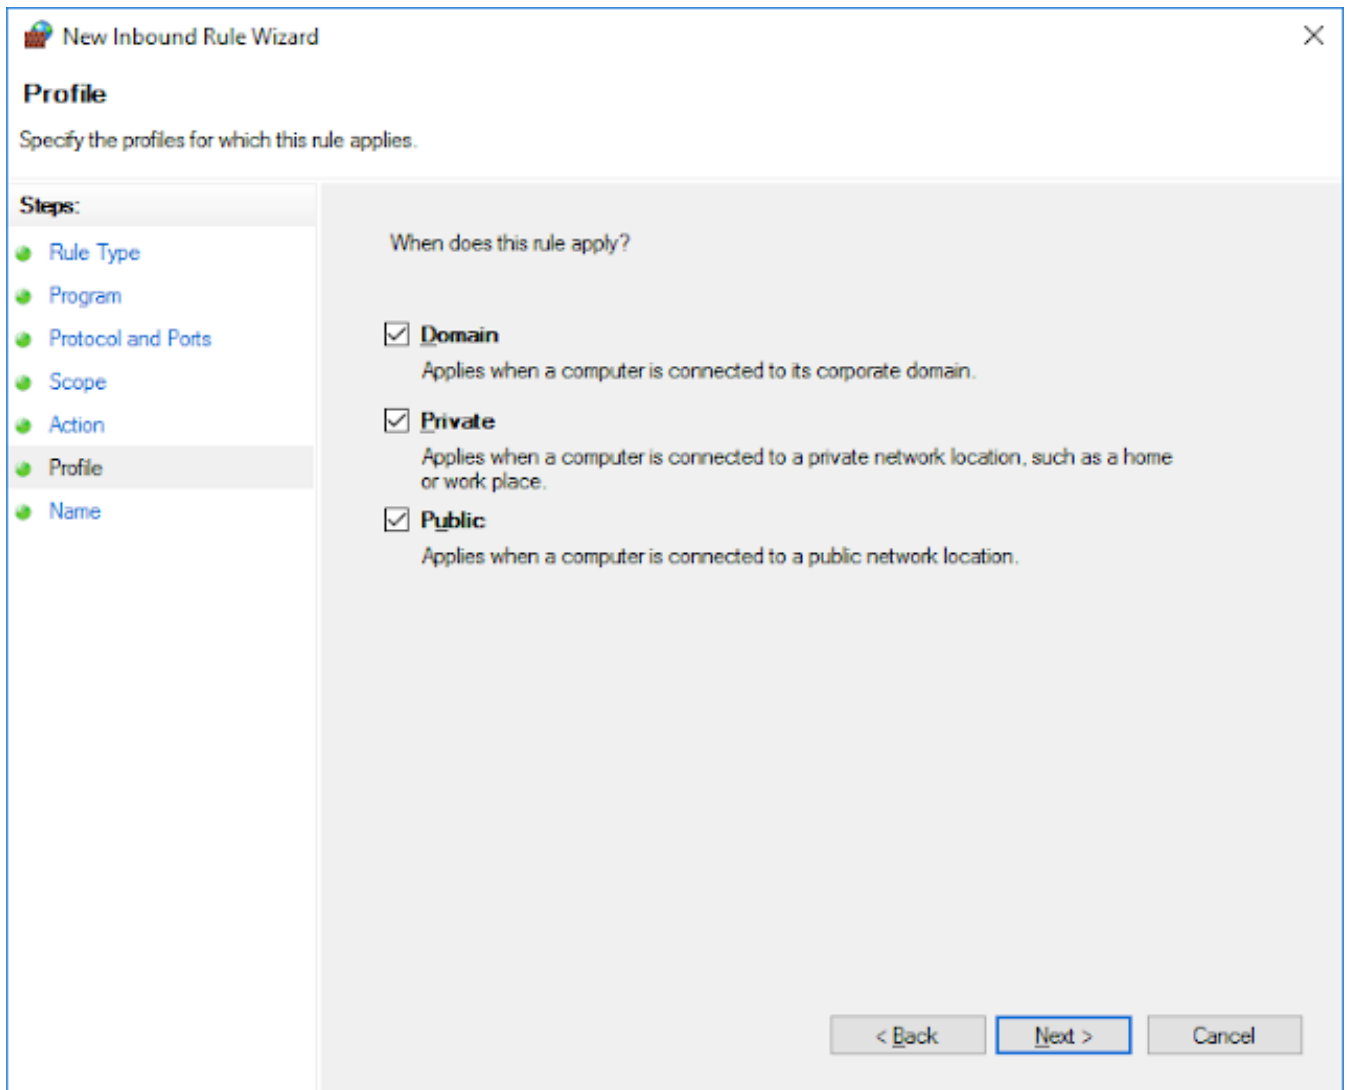 New Inbound Rule Wizard
Profile
Specify the profiles for which this rule applies.
Steps:
Rule Type
Program
Protocol and Ports
Scope
Action
Profile
Name
When does this rule apply?
Domain
Applies when a computer is connected to its corporate domain.
Private
Applies when a computer is connected to a private network location, such as a home
or work place.
Public
Applies when a computer is connected to a public network location.
< Back
Next >
Cancel